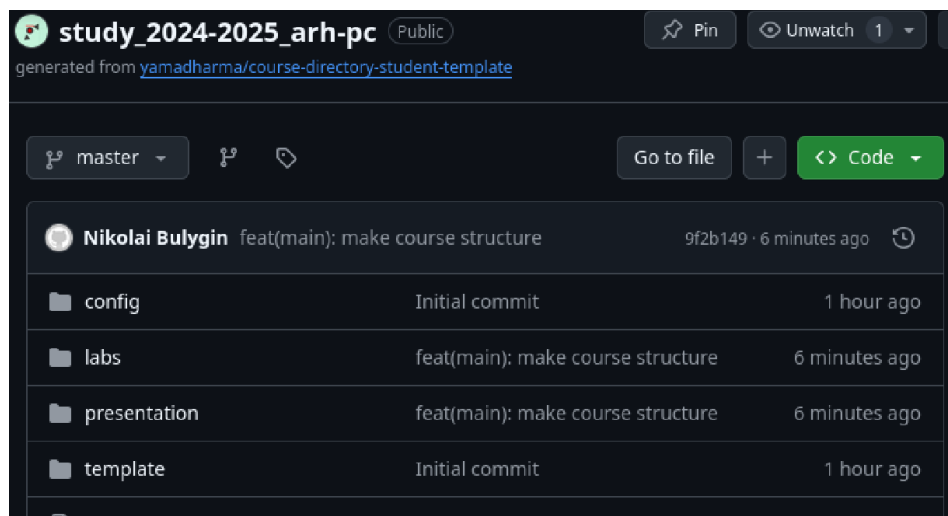 study_2024-2025_arh-pc Public Pin Unwatch 1
generated from yamadharma/course-directory-student-template
master Go to file Code
Nikolai Bulygin feat(main): make course structure 9f2b149 · 6 minutes ago
config Initial commit 1 hour ago
labs feat(main): make course structure 6 minutes ago
presentation feat(main): make course structure 6 minutes ago
template Initial commit 1 hour ago